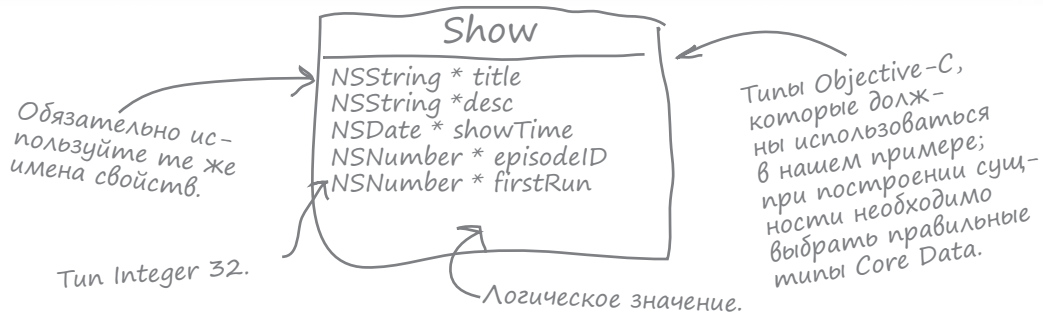 Show
NSString * title
NSString *desc
NSDate * showTime
NSNumber * episodeID
NSNumber * firstRun
Обязательно ис-
пользуйте те же
имена свойств.
Тип Integer 32.
Логическое значение.
Типы Objective-C,
которые долж-
ны использоваться
в нашем примере;
при построении сущ-
ности необходимо
выбрать правильные
типы Core Data.